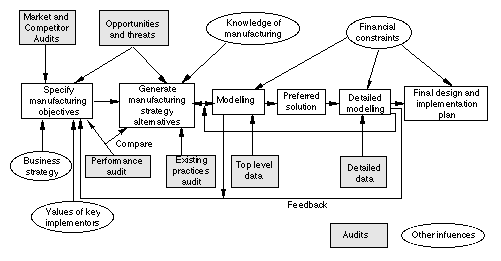 Market and
Competitor
Audits
Opportunities
and threats
Knowledge of
manufacturing
Financial
constraints
Specify
manufacturing
objectives
Generate
manufacturing
strategy
alternatives
Modelling
Preferred
solution
Detailed
modelling
Final design and
implementation
plan
Compare
Business
strategy
Performance
audit
Existing
practices
audit
Top level
data
Detailed
data
Values of key
implementors
Feedback
Audits
Other infuences